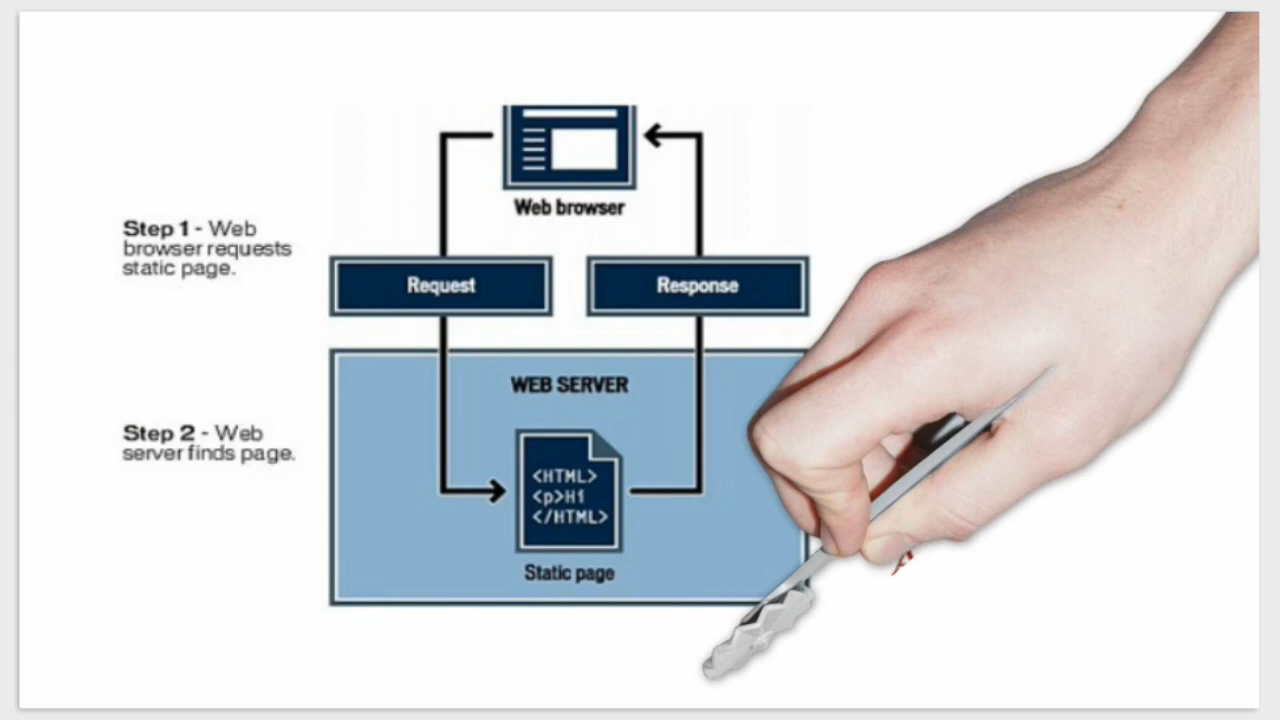 Web browser
Step 1 - Web
browser requests
static page.
Request
Response
WEB SERVER
Step 2 - Web
server finds page.
<HTML>
<p>H1
</HTML>
Static page